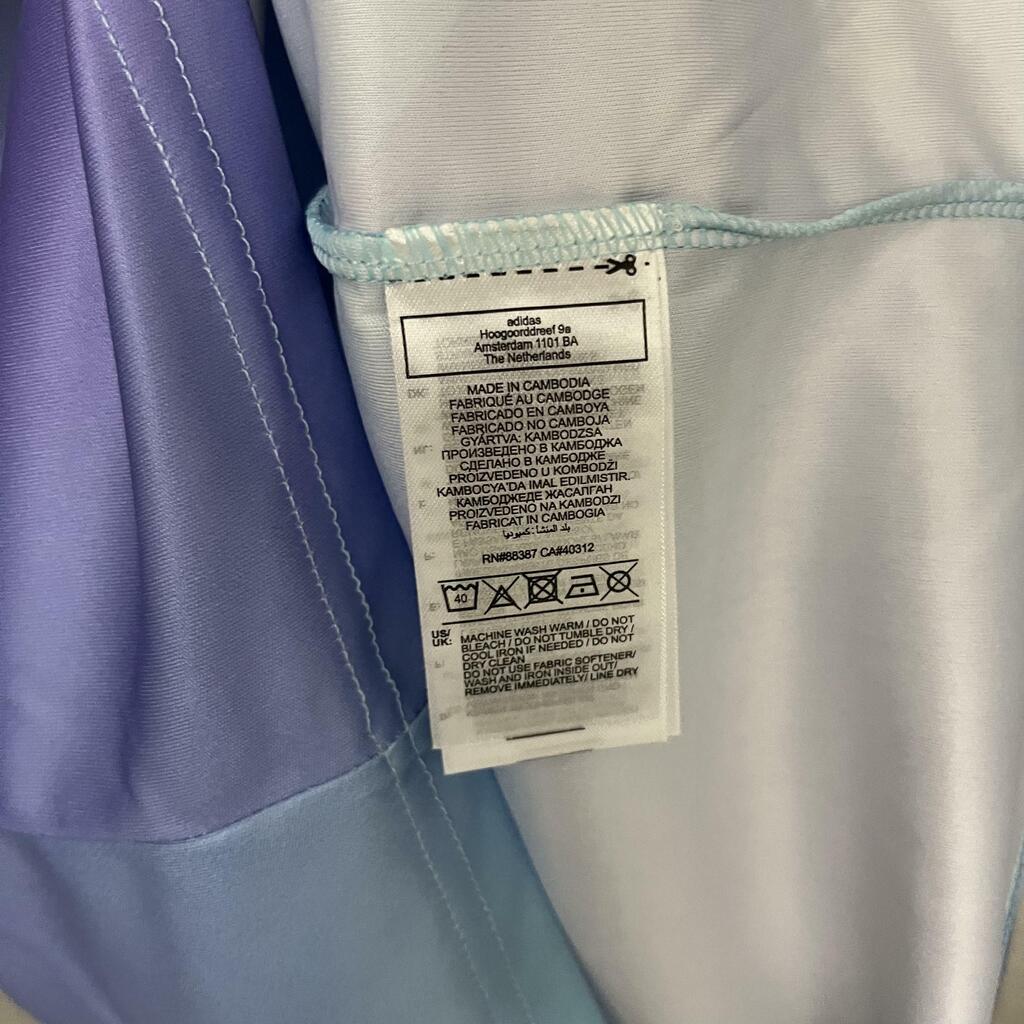 adidas
Hoogoorddreef 9a
Amsterdam 1101 BA
The Netherlands
MADE IN CAMBODIA
FABRIQUÉ AU CAMBODGE
FABRICADO EN CAMBOYA
FABRICADO NO CAMBOJA
GYÁRTVA: KAMBODZSA
ПРОИЗВЕДЕНО В КАМБОДЖА
СДЕЛАНО В КАМБОДЖЕ
PROIZVEDENO U KOMBODŽI
KAMBOCYA'DA IMAL EDILMISTIR.
КАМБОДЖЕДЕ ЖАСАЛҒАН
PROIZVEDENO NA KAMBODZI
FABRICAT IN CAMBOGIA
بلد المنشأ : كمبوديا
RN#88387 CA#40312
40
US/ UK: MACHINE WASH WARM / DO NOT
BLEACH / DO NOT TUMBLE DRY /
COOL IRON IF NEEDED / DO NOT
DRY CLEAN
DO NOT USE FABRIC SOFTENER/
WASH AND IRON INSIDE OUT/
REMOVE IMMEDIATELY/ LINE DRY